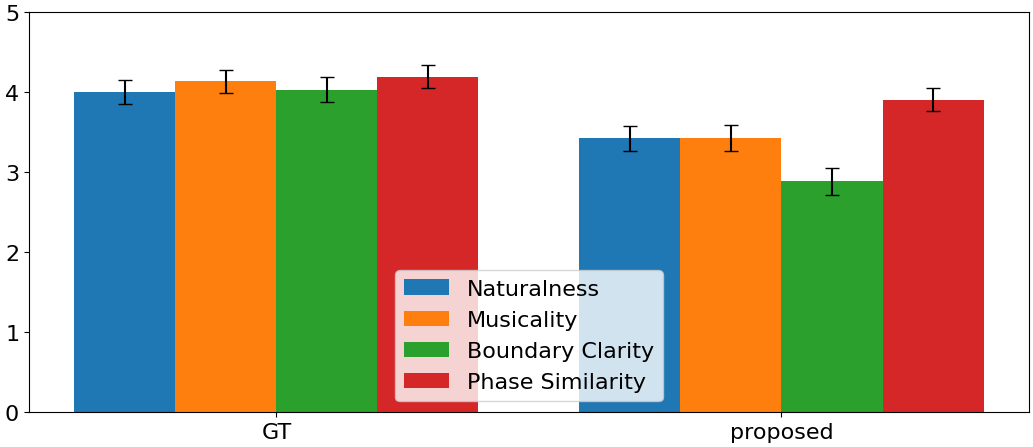 5
4
3
2
1
0
Naturalness
Musicality
Boundary Clarity
Phase Similarity
GT
proposed